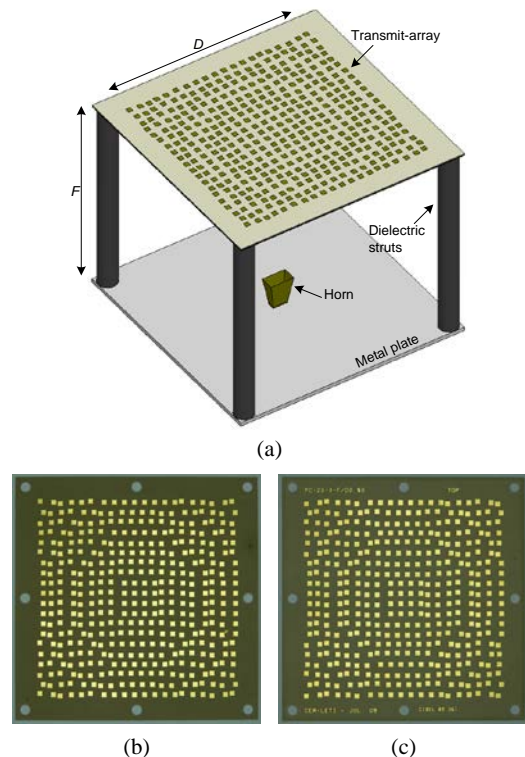 D
Transmit-array
F
Dielectric
struts
Horn
Metal plate
(a)
TOP
(b)
(c)